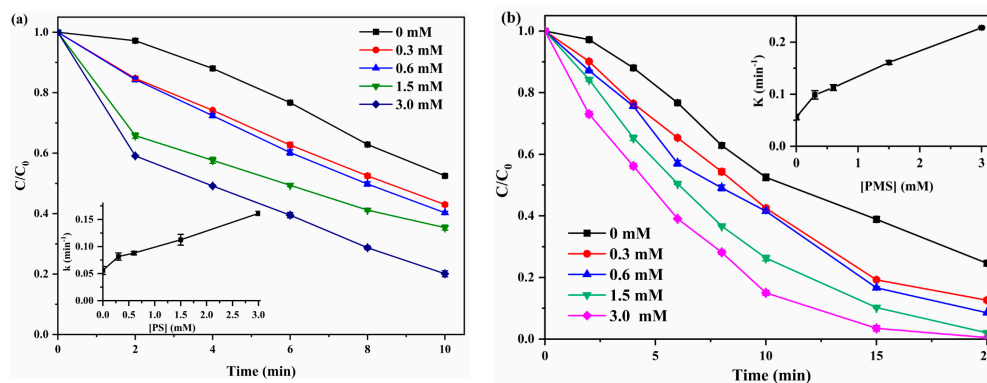 (a)
1.0
0.8
0.6
0.4
0.2
0.0
C/C0
0 mM
0.3 mM
0.6 mM
1.5 mM
3.0 mM
0.15
0.10
0.05
0.00
k (min-1)
0.0 0.5 1.0 1.5 2.0 2.5 3.0
[PS] (mM)
0 2 4 6 8 10
Time (min)
(b)
1.0
0.8
0.6
0.4
0.2
0.0
C/C0
0.2
0.1
0.0
K (min-1)
0 1 2 3
[PMS] (mM)
0 mM
0.3 mM
0.6 mM
1.5 mM
3.0 mM
0 5 10 15
Time (min)